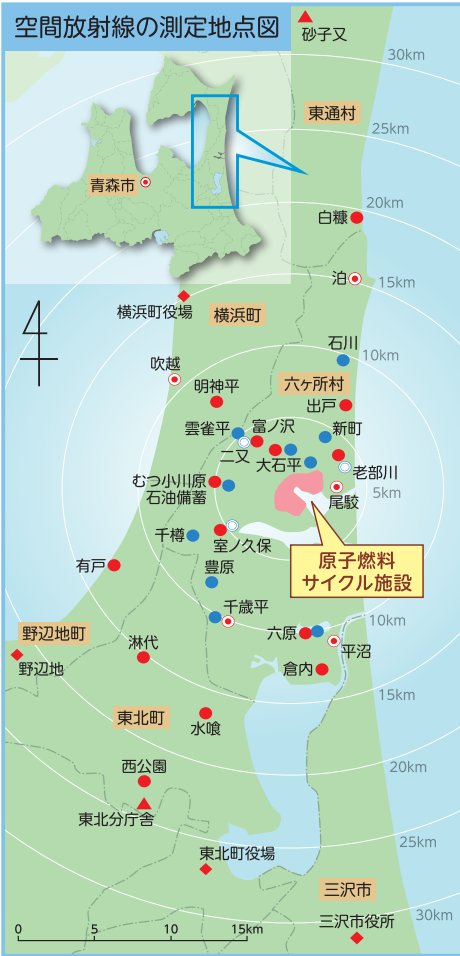 空間放射線の測定地点図
砂子又
30km
東通村
25km
青森市
20km
白糠
泊
15km
横浜町役場
横浜町
石川
10km
吹越
六ヶ所村
明神平
出戸
雲雀平
富ノ沢
新町
二又
大石平
老部川
むつ小川原
石油備蓄
5km
尾駮
千樽
室ノ久保
原子燃料
サイクル施設
有戸
豊原
千歳平
10km
野辺地町
淋代
六原
平沼
野辺地
倉内
15km
東北町
水喰
西公園
20km
東北分庁舎
25km
東北町役場
三沢市
30km
三沢市役所
0
5
10
15km